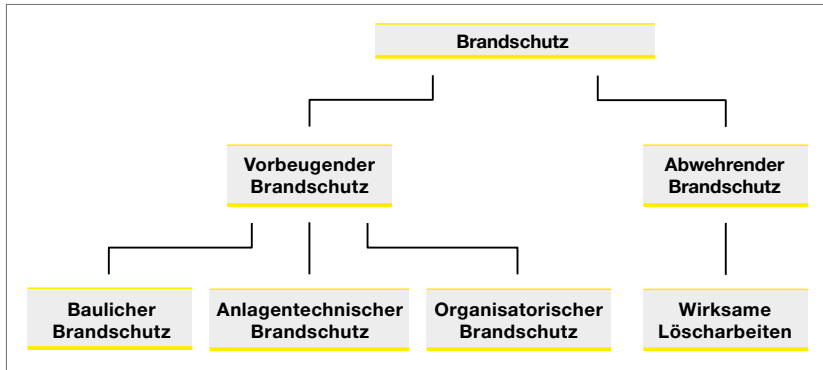 Brandschutz
Vorbeugender
Brandschutz
Abwehrender
Brandschutz
Baulicher
Brandschutz
Anlagentechnischer
Brandschutz
Organisatorischer
Brandschutz
Wirksame
Löscharbeiten